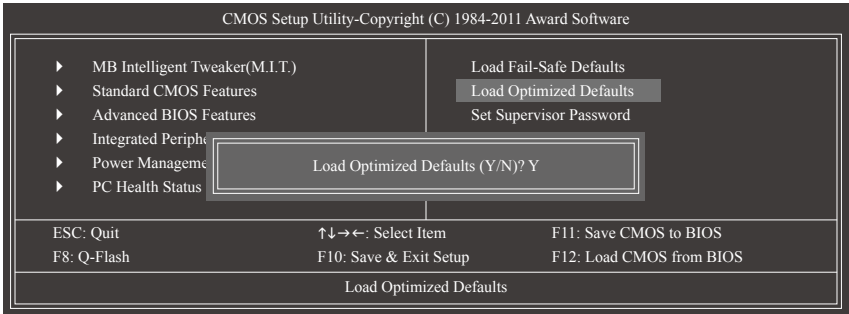 CMOS Setup Utility-Copyright (C) 1984-2011 Award Software
MB Intelligent Tweaker(M.I.T.)
Standard CMOS Features
Advanced BIOS Features
Integrated Periphe
Power Manageme
PC Health Status
Load Fail-Safe Defaults
Load Optimized Defaults
Set Supervisor Password
Load Optimized Defaults (Y/N)? Y
ESC: Quit ↑↓→←: Select Item F11: Save CMOS to BIOS
F8: Q-Flash F10: Save & Exit Setup F12: Load CMOS from BIOS
Load Optimized Defaults